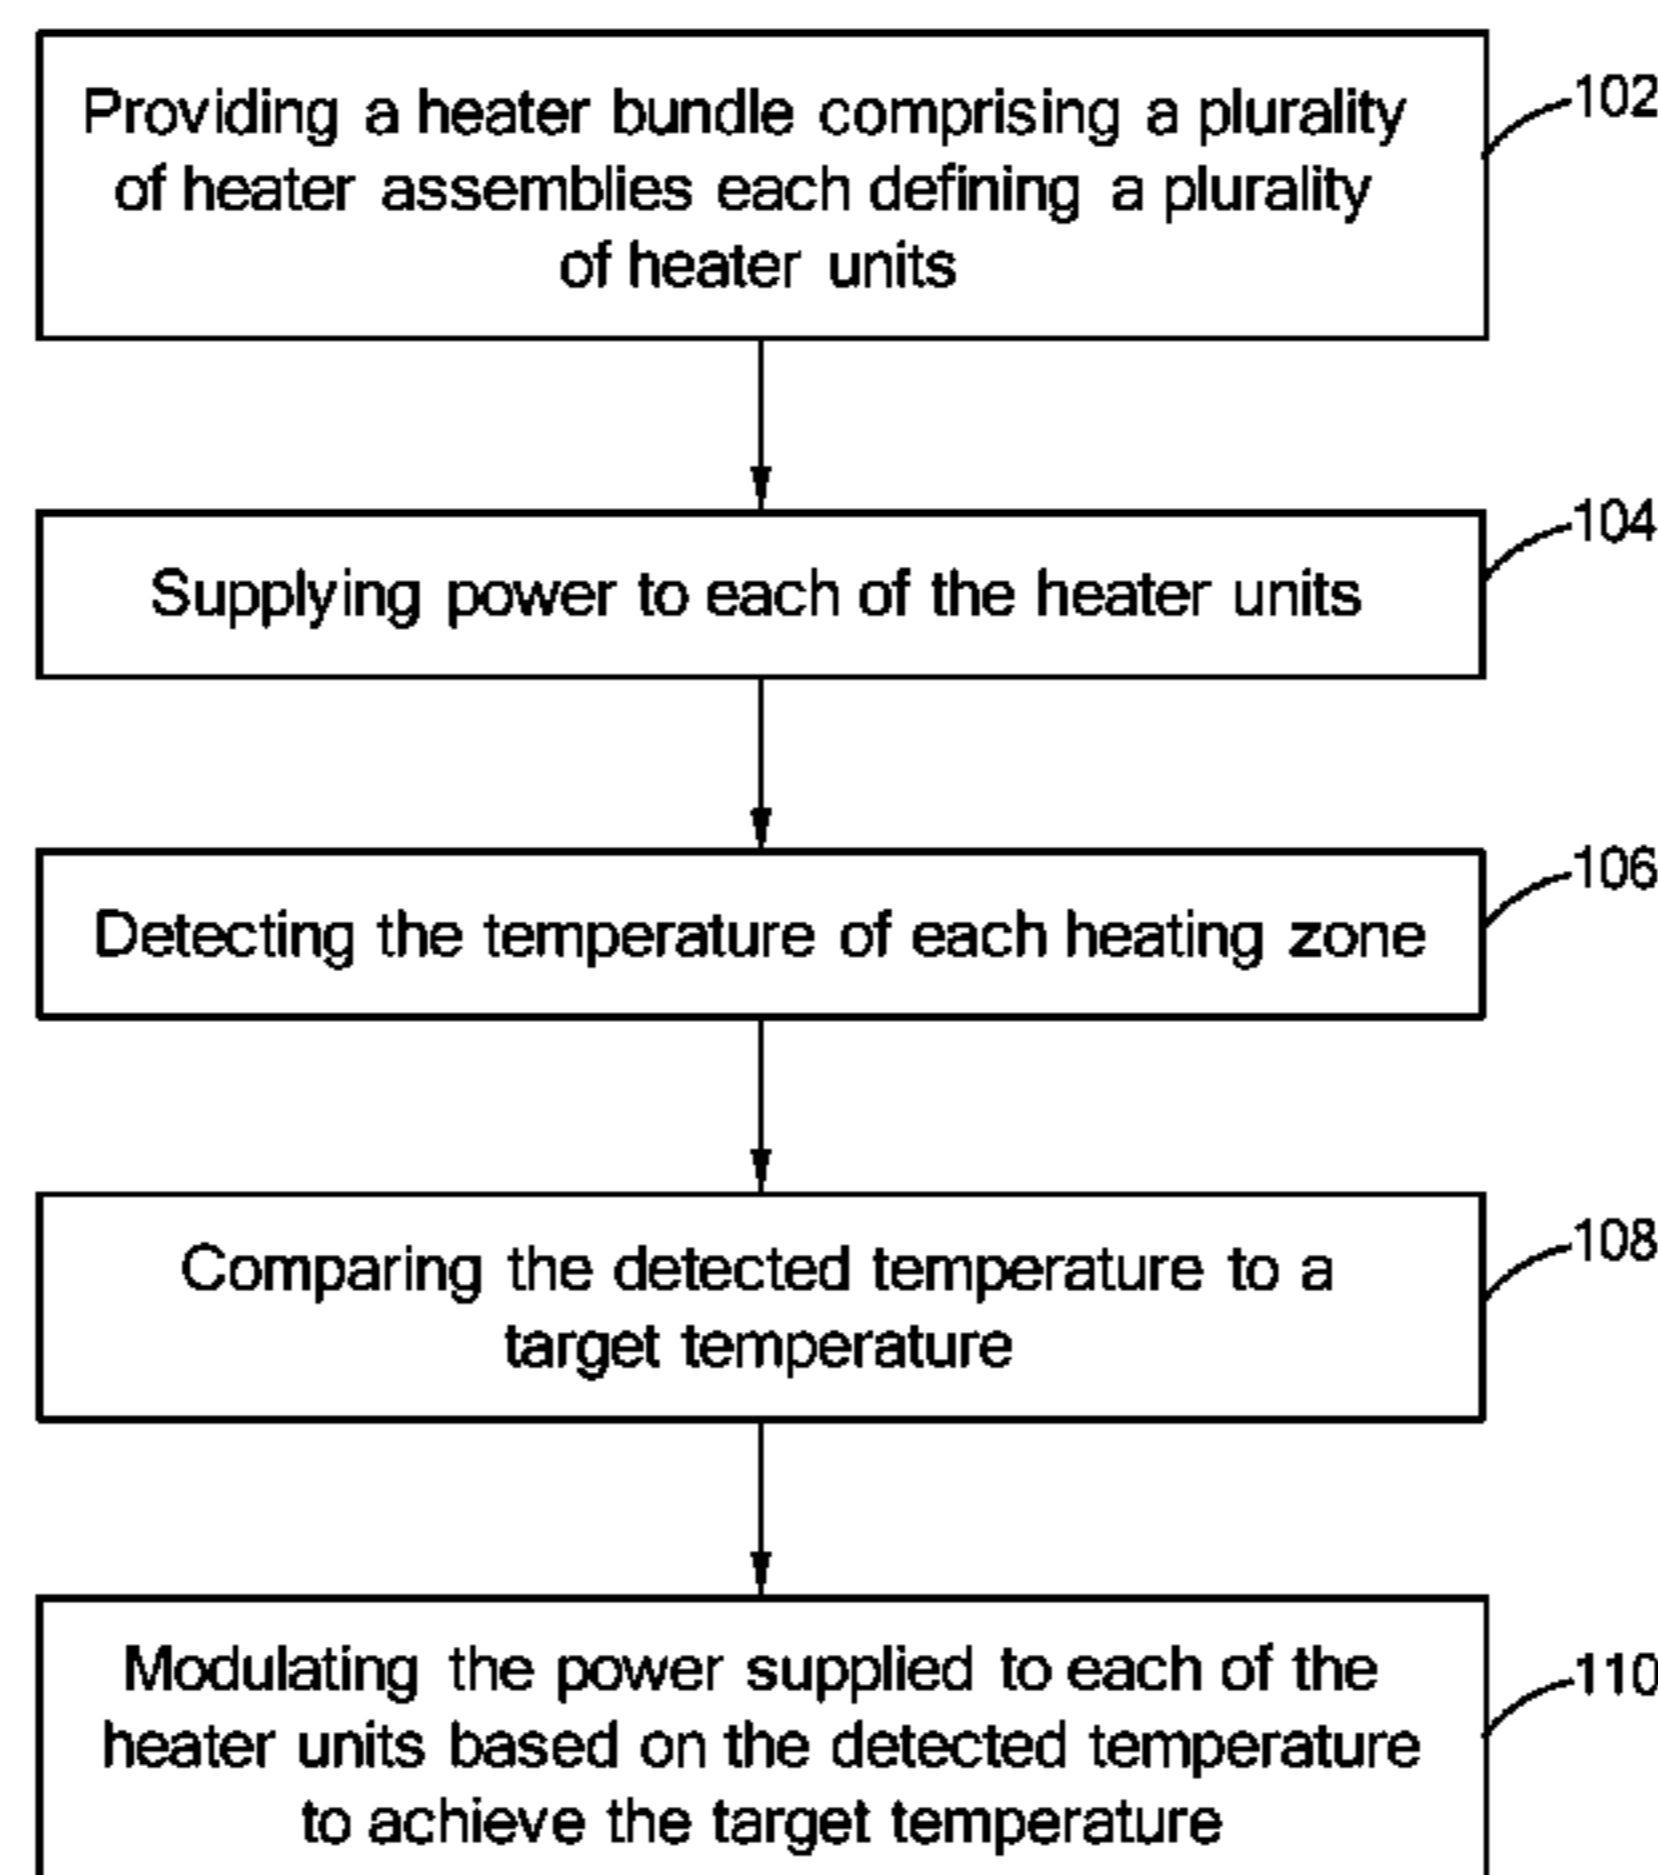 Providing a heater bundle comprising a plurality
of heater assemblies each defining a plurality
of heater units
102
Supplying power to each of the heater units
104
Detecting the temperature of each heating zone
106
Comparing the detected temperature to a
target temperature
108
Modulating the power supplied to each of the
heater units based on the detected temperature
to achieve the target temperature
110